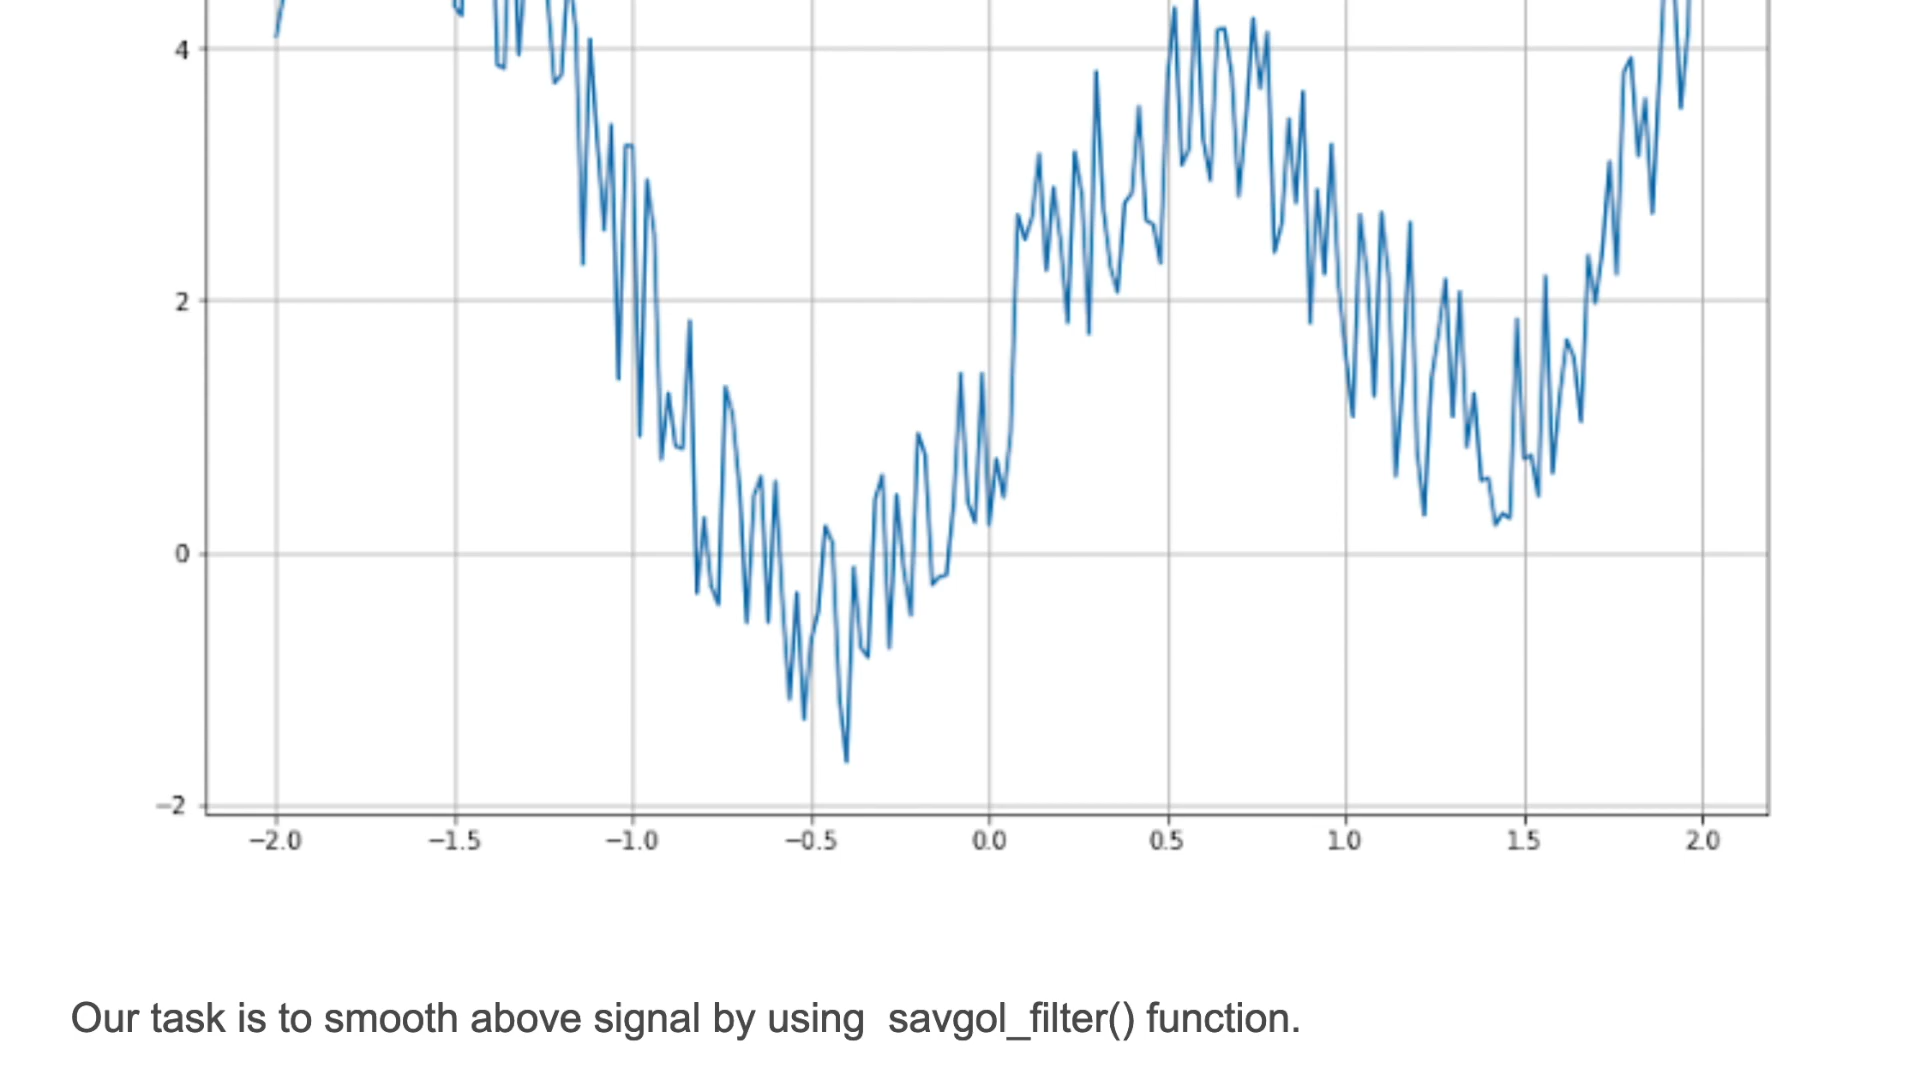 4
2
0
−2
−2.0 −1.5 −1.0 −0.5 0.0 0.5 1.0 1.5 2.0
Our task is to smooth above signal by using  savgol_filter() function.